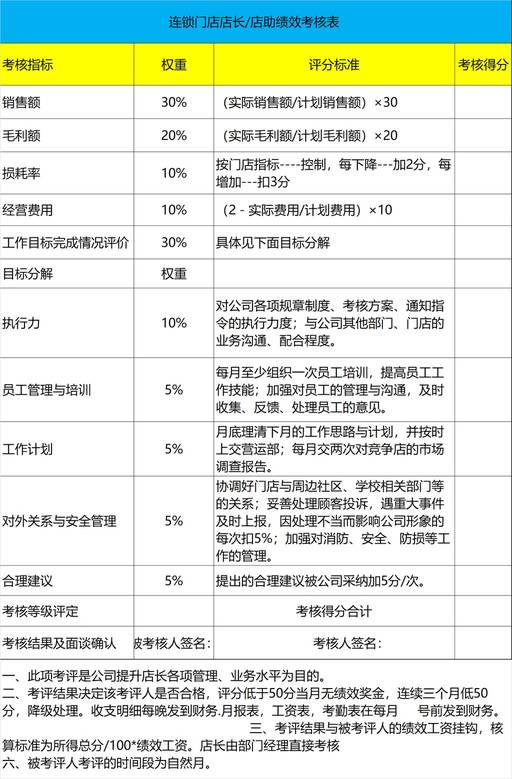 连锁门店店长/店助绩效考核表
考核指标 权重 评分标准 考核得分
销售额 30% （实际销售额/计划销售额）×30
毛利额 20% （实际毛利额/计划毛利额）×20
损耗率 10% 按门店指标----控制，每下降---加2分，每
增加---扣3分
经营费用 10% （2 - 实际费用/计划费用）×10
工作目标完成情况评价 30% 具体见下面目标分解
目标分解 权重
执行力 10% 对公司各项规章制度、考核方案、通知指
令的执行力度；与公司其他部门、门店的
业务沟通、配合程度。
员工管理与培训 5% 每月至少组织一次员工培训，提高员工工
作技能；加强对员工的管理与沟通，及时
收集、反馈、处理员工的意见。
工作计划 5% 月底理清下月的工作思路与计划，并按时
上交营运部；每月交两次对竞争店的市场
调查报告。
对外关系与安全管理 5% 协调好门店与周边社区、学校相关部门等
的关系；妥善处理顾客投诉，遇重大事件
及时上报，因处理不当而影响公司形象的
每次扣5%；加强对消防、安全、防损等工
作的管理。
合理建议 5% 提出的合理建议被公司采纳加5分/次。
考核等级评定 考核得分合计
考核结果及面谈确认 被考核人签名： 考核人签名：
一、此项考评是公司提升店长各项管理、业务水平为目的。
二、考评结果决定该考评人是否合格，评分低于50分当月无绩效奖金，连续三个月低50
分，降级处理。收支明细每晚发到财务.月报表，工资表，考勤表在每月 号前发到财务。
三、考评结果与被考评人的绩效工资挂钩，核
算标准为所得总分/100*绩效工资。店长由部门经理直接考核
六、被考评人考评的时间段为自然月。